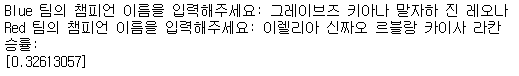 Blue 팀의 챔피언 이름을 입력해주세요: 그레이브즈 키아나 말자하 진 레오나
Red 팀의 챔피언 이름을 입력해주세요: 이렐리아 신짜오 르블랑 카이사 라칸
승률:
[0.32613057]